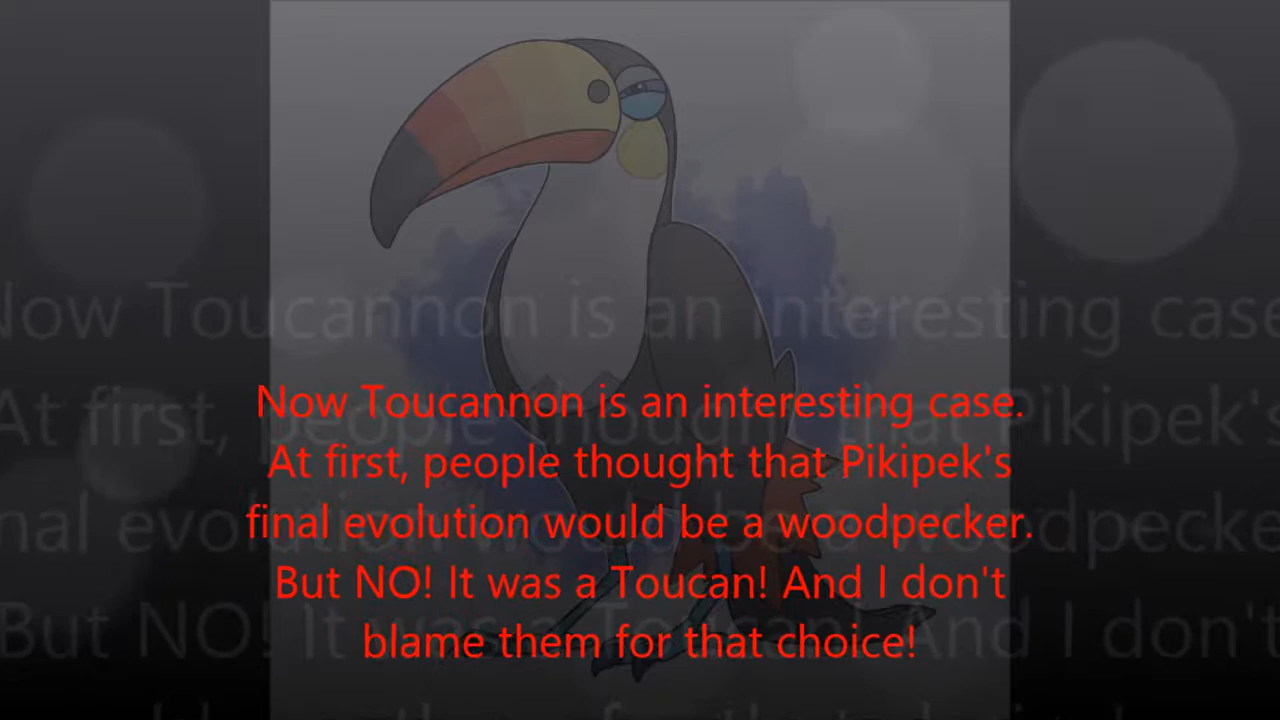 Now Toucannon is an interesting case.
At first, people thought that Pikipek's
final evolution would be a woodpecker.
But NO! It was a Toucan! And I don't
blame them for that choice!